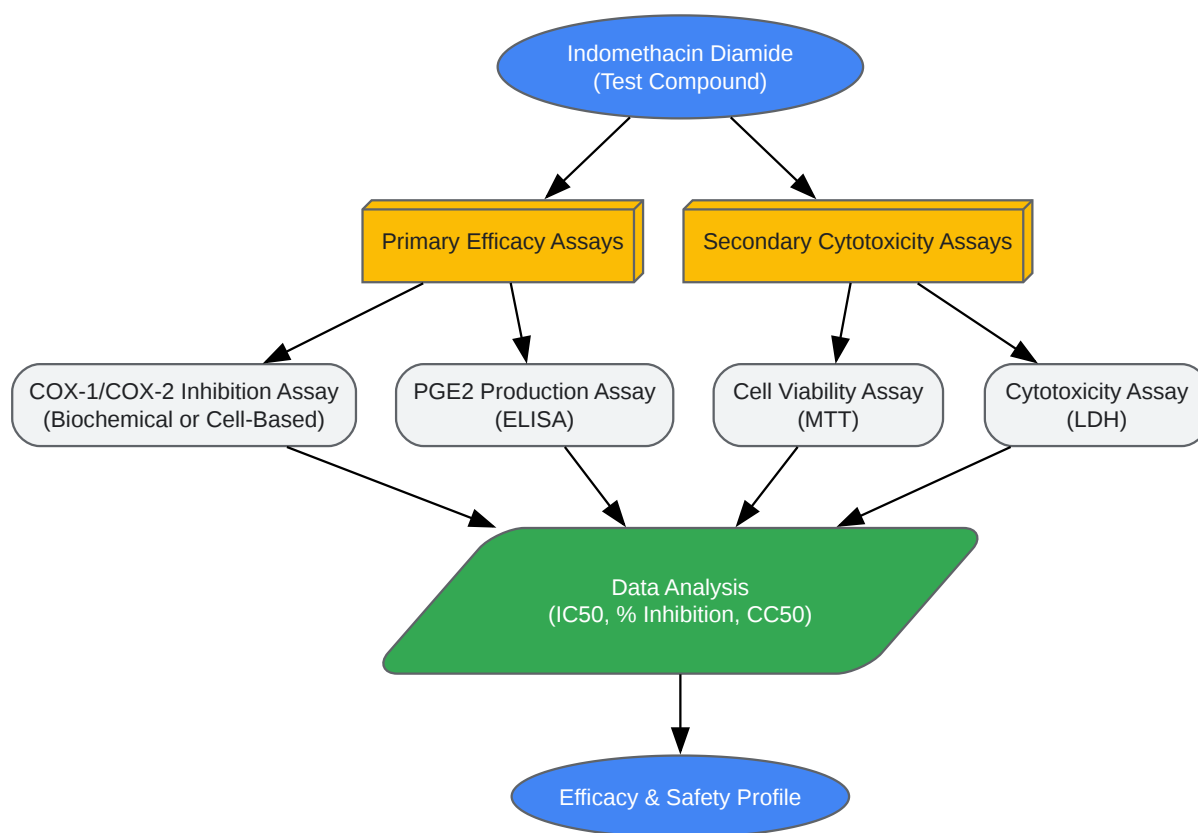 Indomethacin Diamide
(Test Compound)
Primary Efficacy Assays
Secondary Cytotoxicity Assays
COX-1/COX-2 Inhibition Assay
(Biochemical or Cell-Based)
PGE2 Production Assay
(ELISA)
Cell Viability Assay
(MTT)
Cytotoxicity Assay
(LDH)
Data Analysis
(IC50, % Inhibition, CC50)
Efficacy & Safety Profile